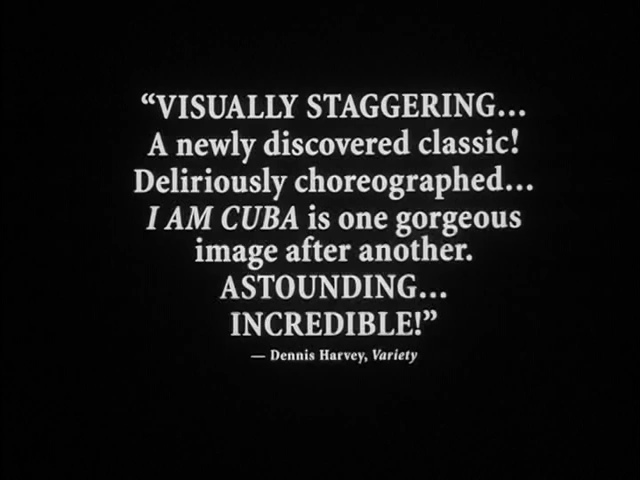 “VISUALLY STAGGERING...
A newly discovered classic!
Deliriously choreographed...
I AM CUBA is one gorgeous
image after another.
ASTOUNDING...
INCREDIBLE!”
— Dennis Harvey, Variety